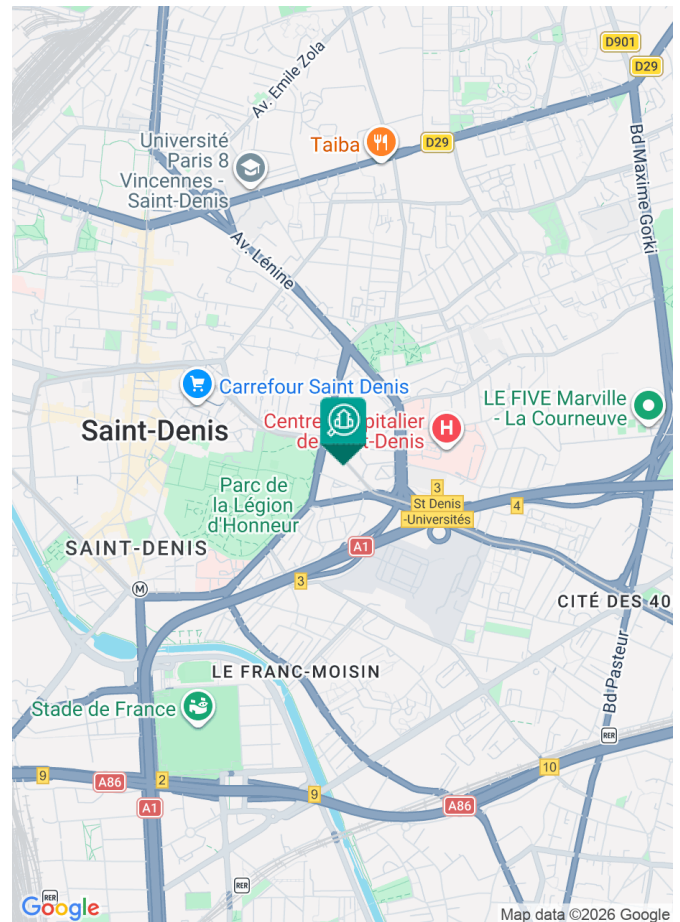 D901
D29
Av. Emile Zola
Taiba
D29
Université
Paris 8
Vincennes -
Saint-Denis
Bd Maxime Gorki
Av. Lénine
Carrefour Saint Denis
LE FIVE Marville
- La Courneuve
Saint-Denis
Centre
pitalier
de
t-Denis
H
Parc de
la Légion
d'Honneur
3
St Denis
-Universités
4
A1
SAINT-DENIS
3
M
CITÉ DES 40
LE FRANC-MOISIN
Bd Pasteur
Stade de France
RER
9
A86
2
10
A1
9
A86
RER
RER
Google
Map data ©2026 Google